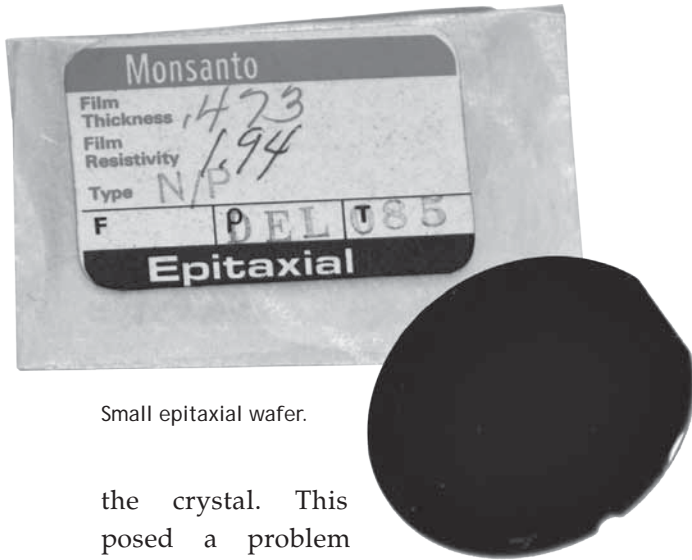 Monsanto
Film
Thickness .473
Film
Resistivity 1.94
Type N/P
F ρ DEL T 085
Epitaxial
Small epitaxial wafer.
the crystal. This
posed a problem